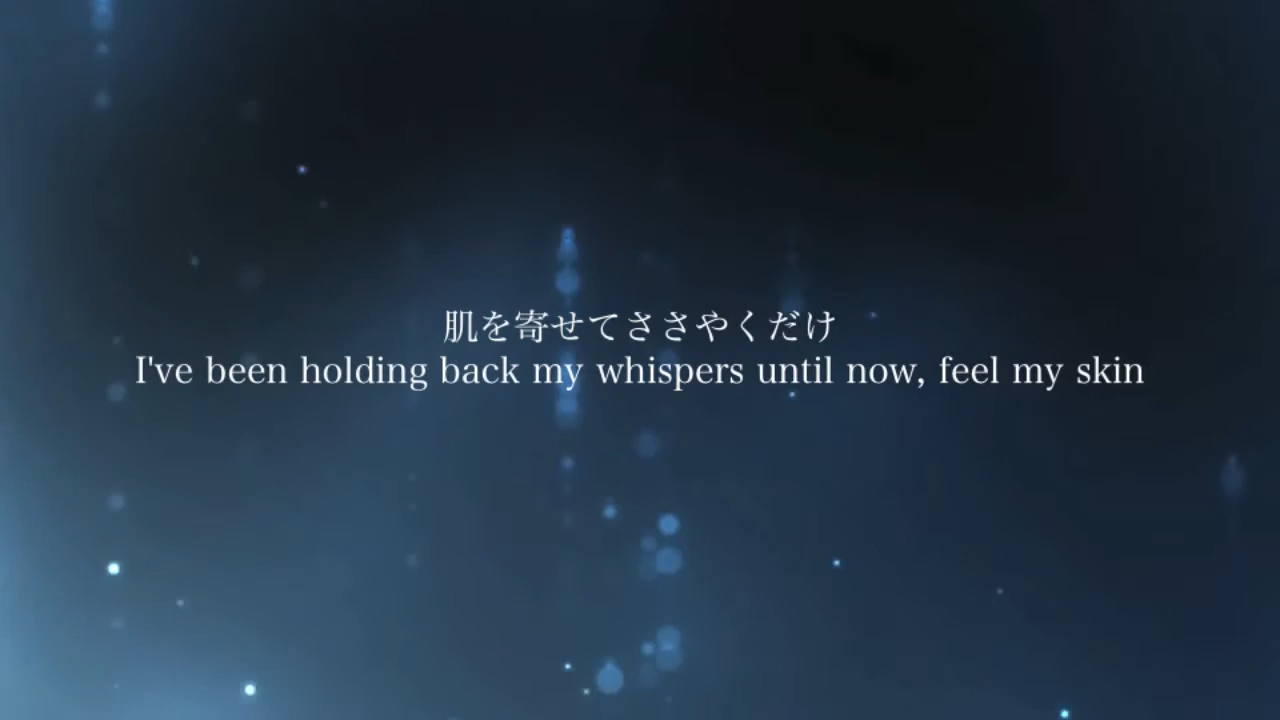 肌を寄せてささやくだけ
I've been holding back my whispers until now, feel my skin